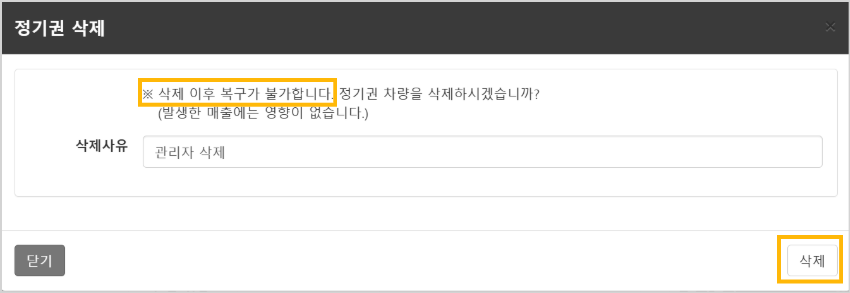 정기권 삭제
×
※ 삭제 이후 복구가 불가합니다. 정기권 차량을 삭제하시겠습니까?
(발생한 매출에는 영향이 없습니다.)
삭제사유
관리자 삭제
닫기
삭제